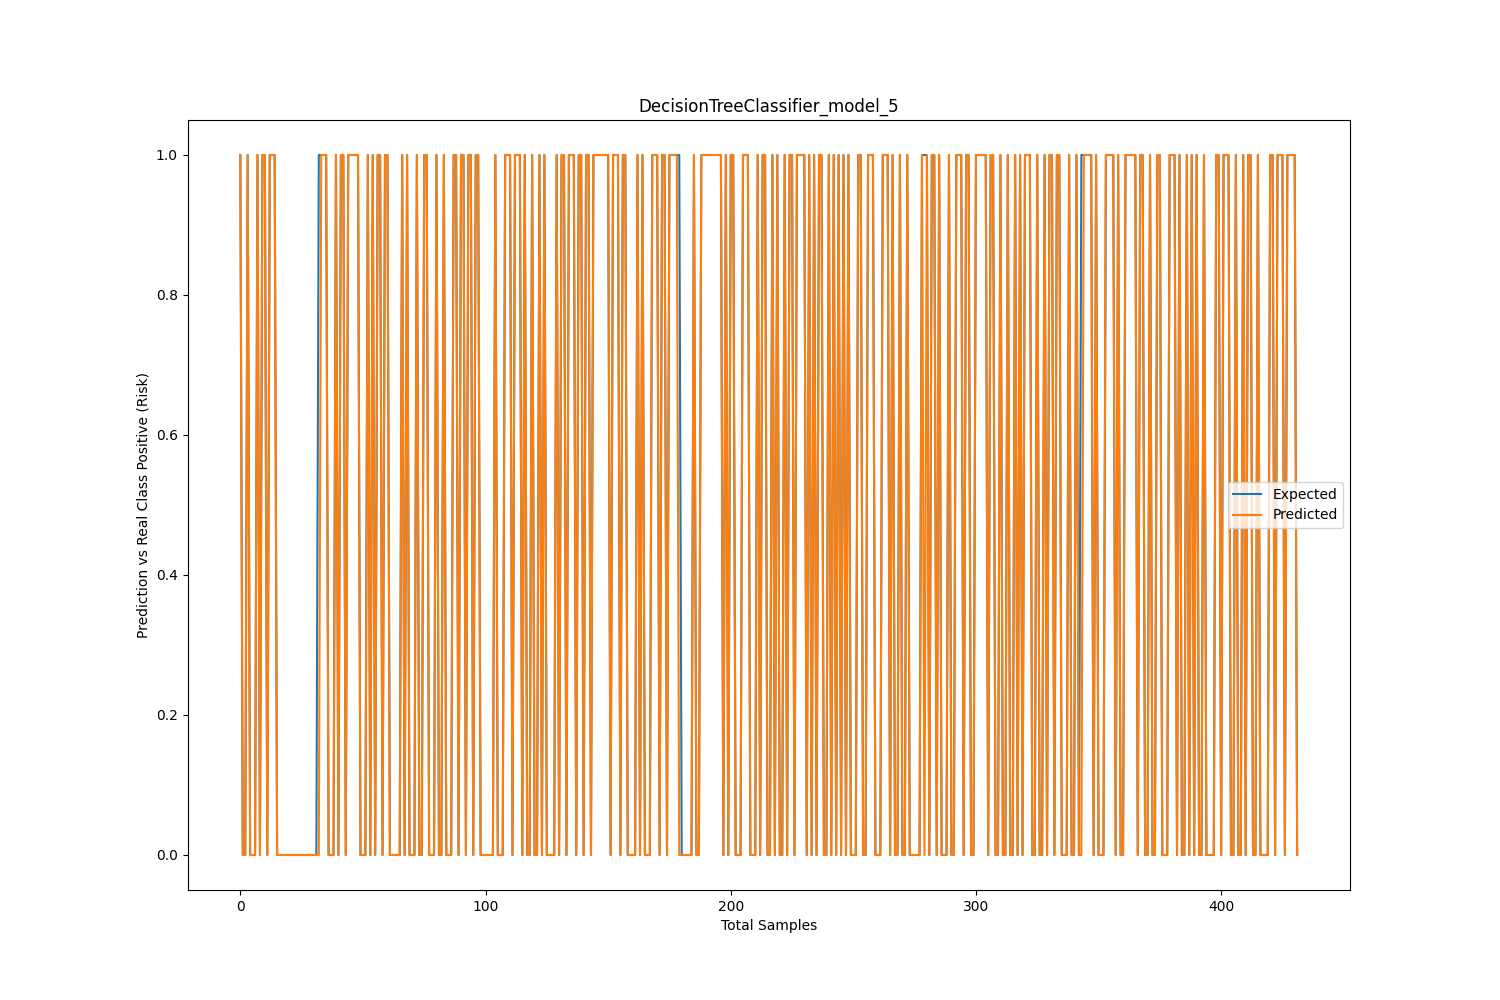 DecisionTreeClassifier_model_5
Prediction vs Real Class Positive (Risk)
1.0
0.8
0.6
0.4
0.2
0.0
Expected
Predicted
0
100
200
300
400
Total Samples